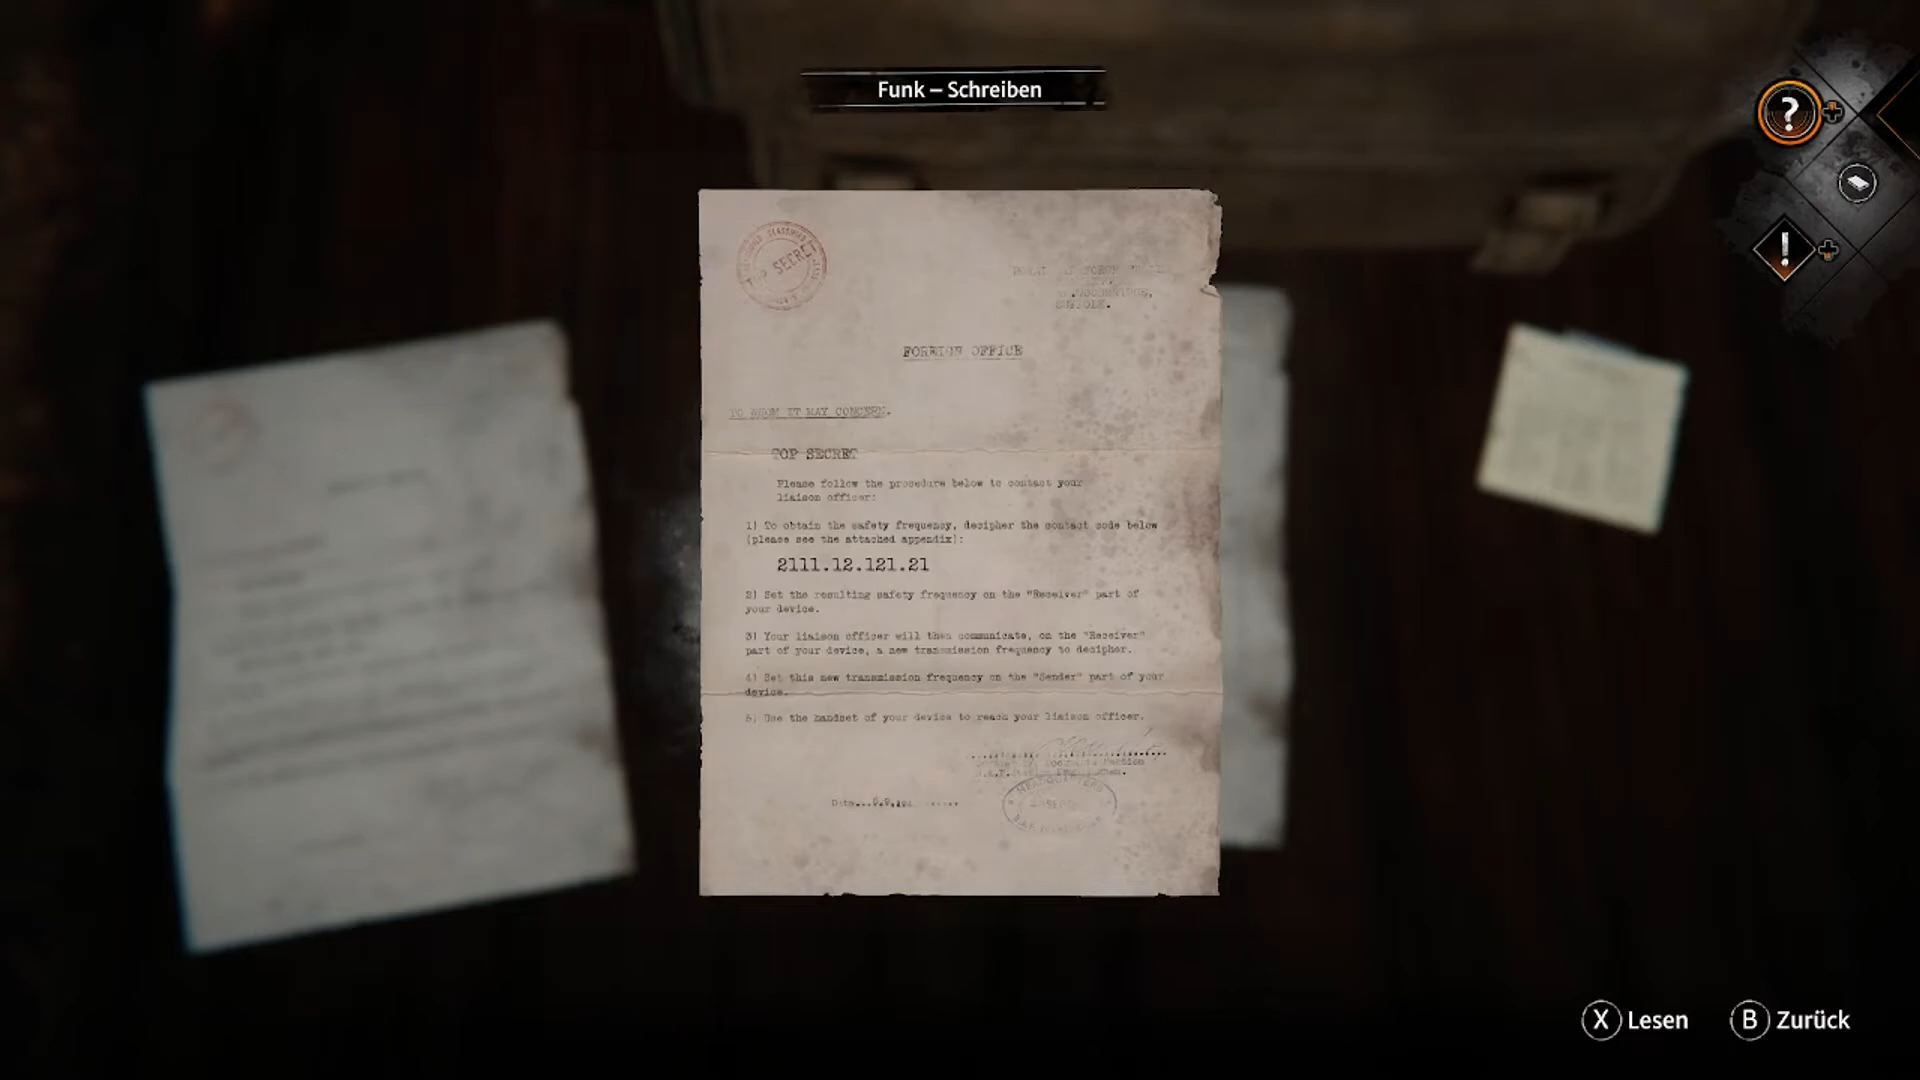 Funk – Schreiben
TOP SECRET
SUFFOLK.
FOREIGN OFFICE
TO WHOM IT MAY CONCERN.
TOP SECRET
Please follow the procedure below to contact your
liaison officer:
1) To obtain the safety frequency, decipher the contact code below
(please see the attached appendix):
2111.12.121.21
2) Set the resulting safety frequency on the "Receiver" part of
your device.
3) Your liaison officer will then communicate, on the "Receiver"
part of your device, a new transmission frequency to decipher.
4) Set this new transmission frequency on the "Sender" part of your
device.
5) Use the handset of your device to reach your liaison officer.
Date
HEADQUARTERS
X Lesen
B Zurück